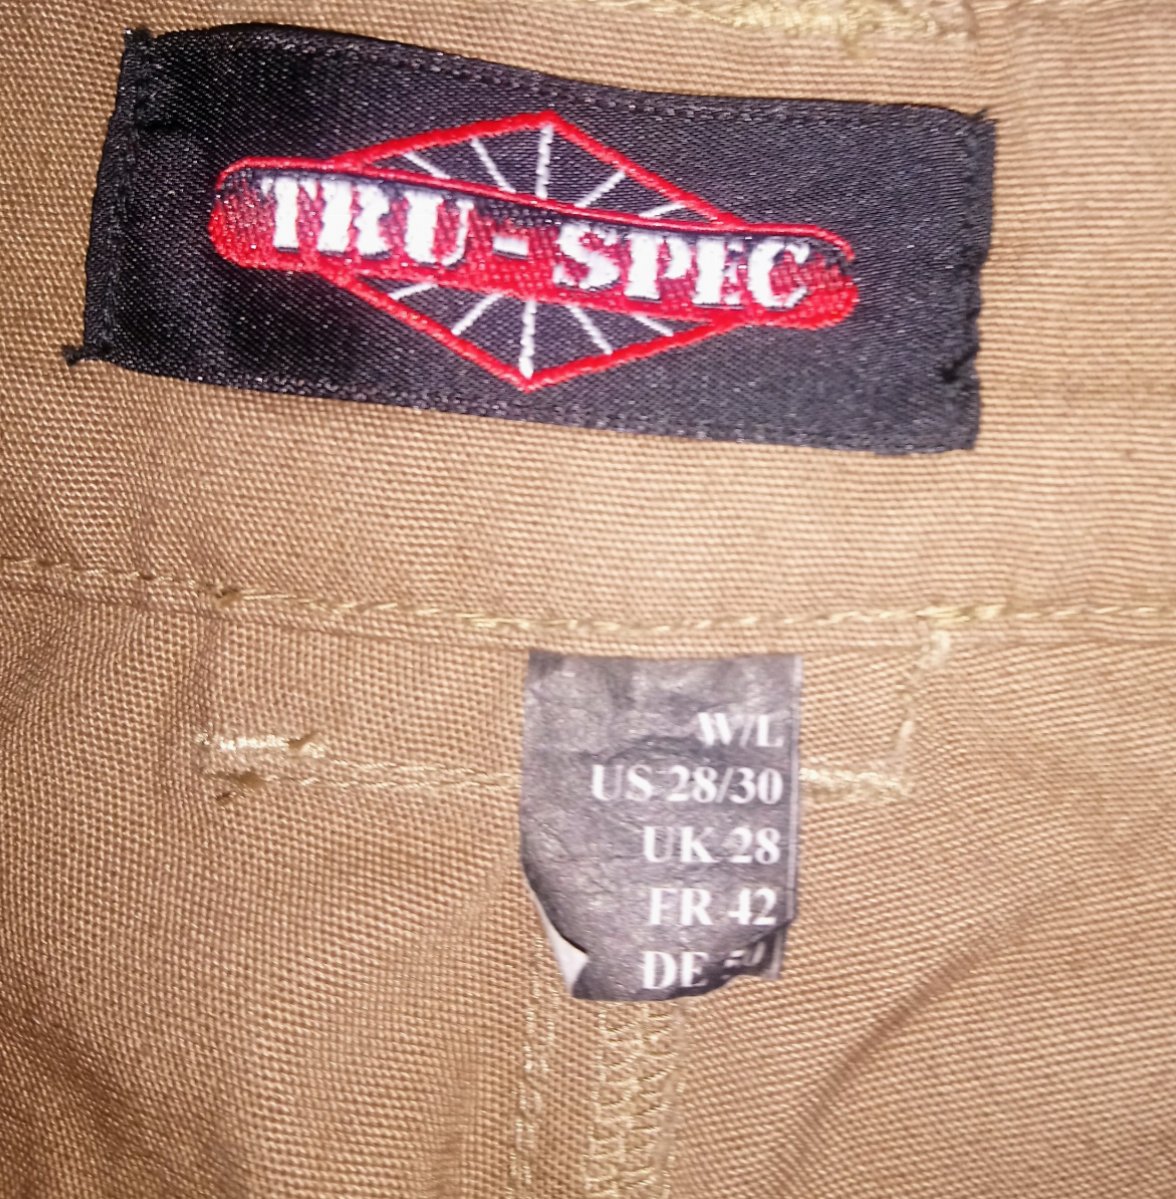 TRU-SPEC
W/L
US 28/30
UK 28
FR 42
DE